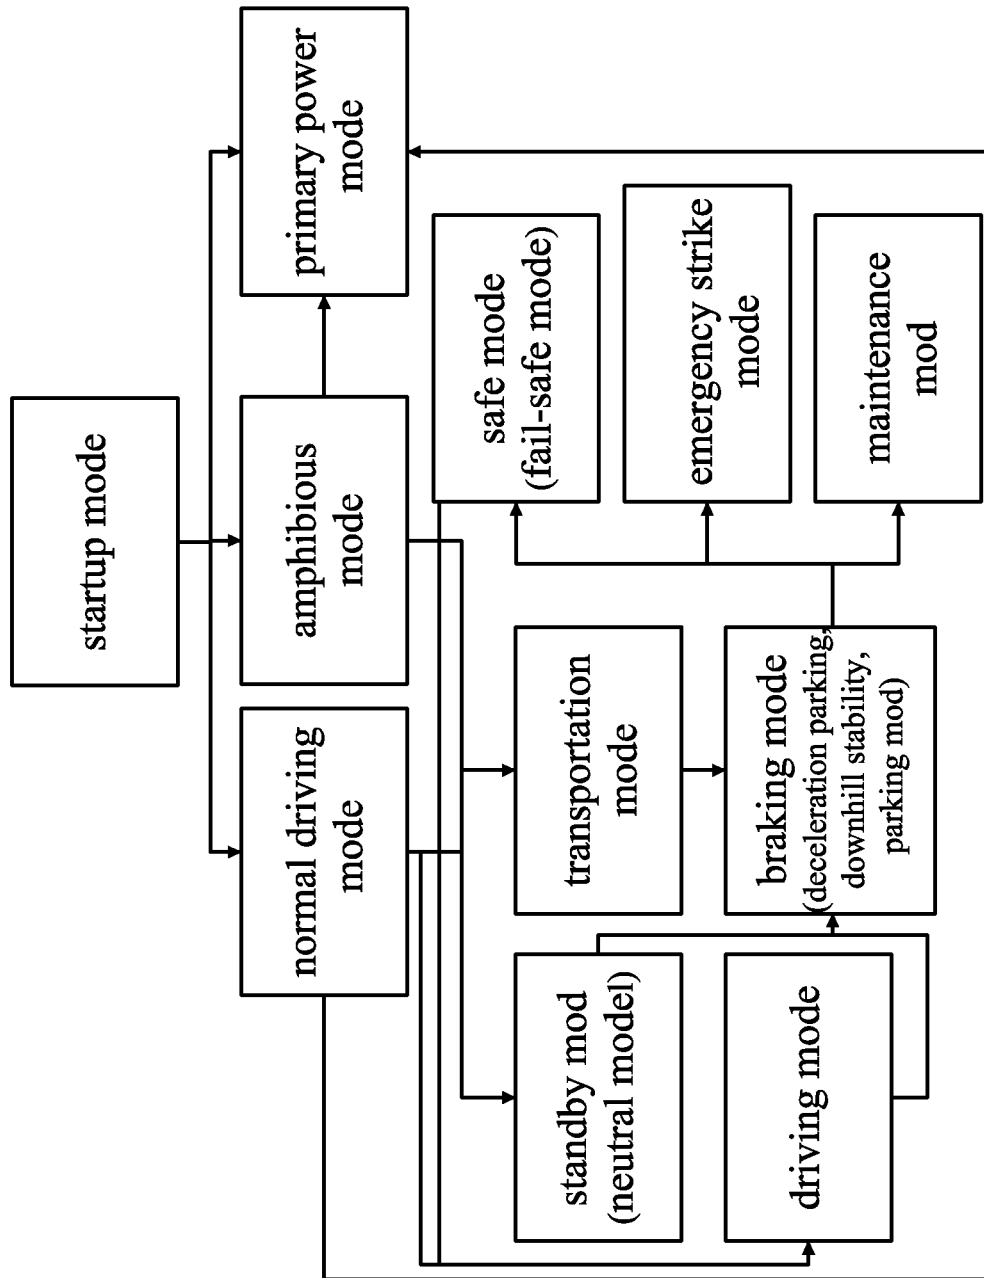 startup mode
normal driving
mode
amphibious
mode
primary power
mode
standby mod
(neutral model)
transportation
mode
safe mode
(fail-safe mode)
driving mode
braking mode
(deceleration parking,
downhill stability,
parking mod)
emergency strike
mode
maintenance
mod